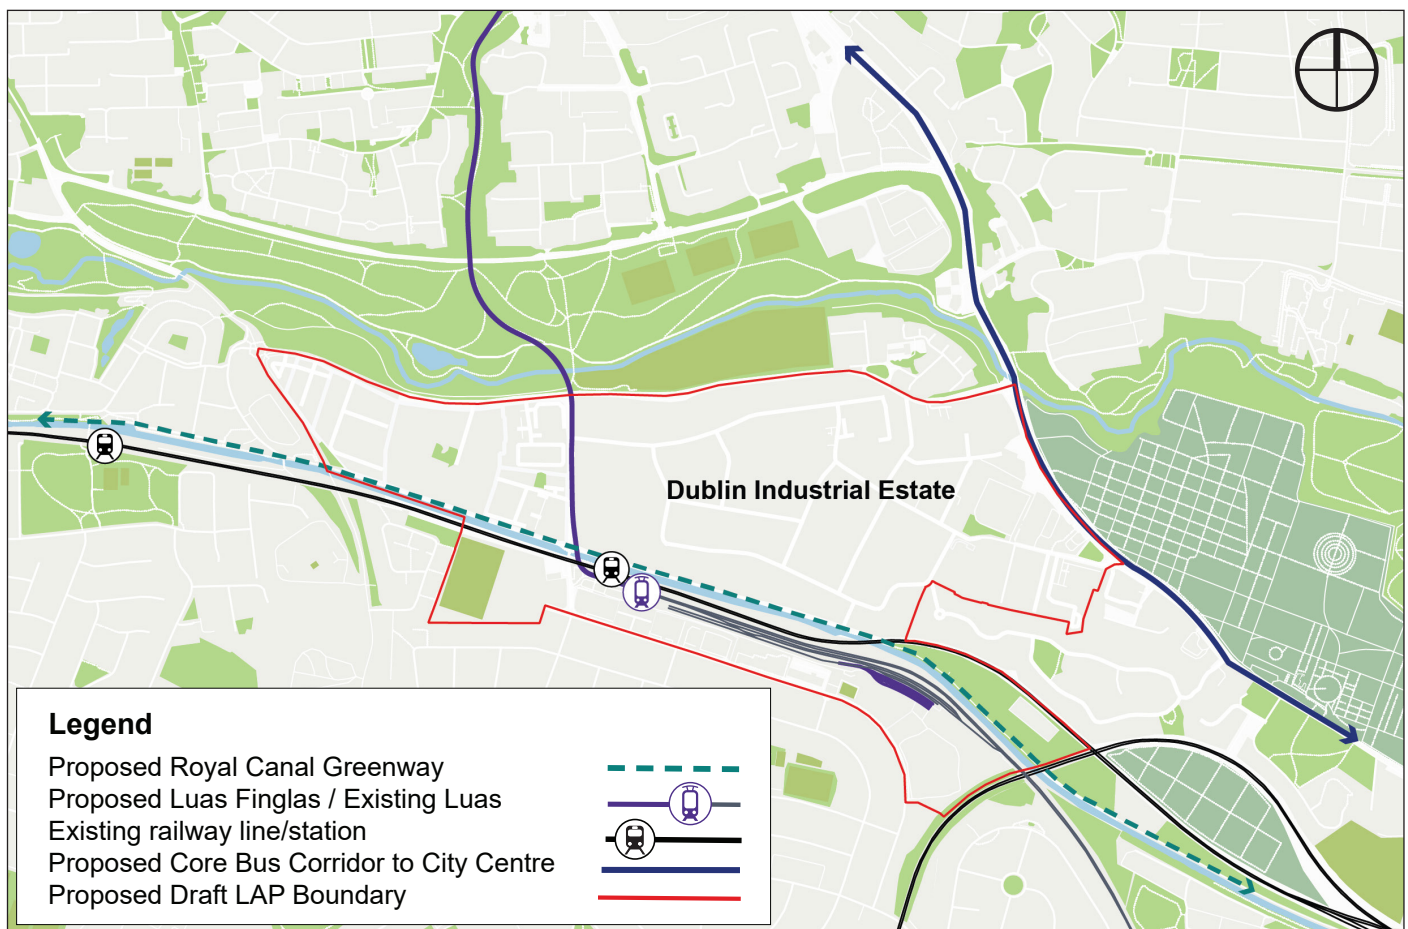 Dublin Industrial Estate
Legend
Proposed Royal Canal Greenway
Proposed Luas Finglas / Existing Luas
Existing railway line/station
Proposed Core Bus Corridor to City Centre
Proposed Draft LAP Boundary